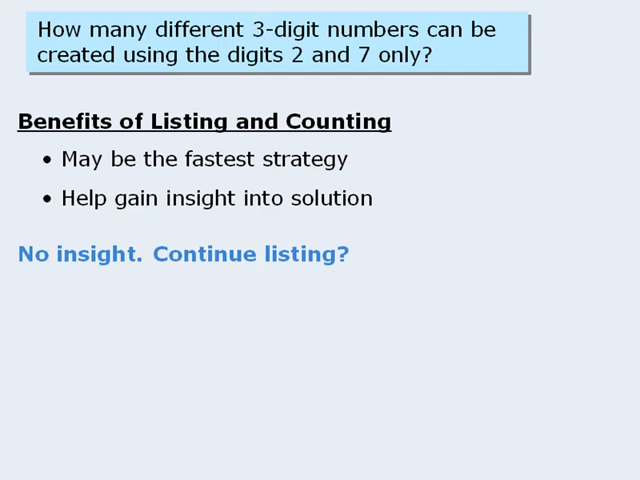 How many different 3-digit numbers can be
created using the digits 2 and 7 only?
Benefits of Listing and Counting
• May be the fastest strategy
• Help gain insight into solution
No insight. Continue listing?